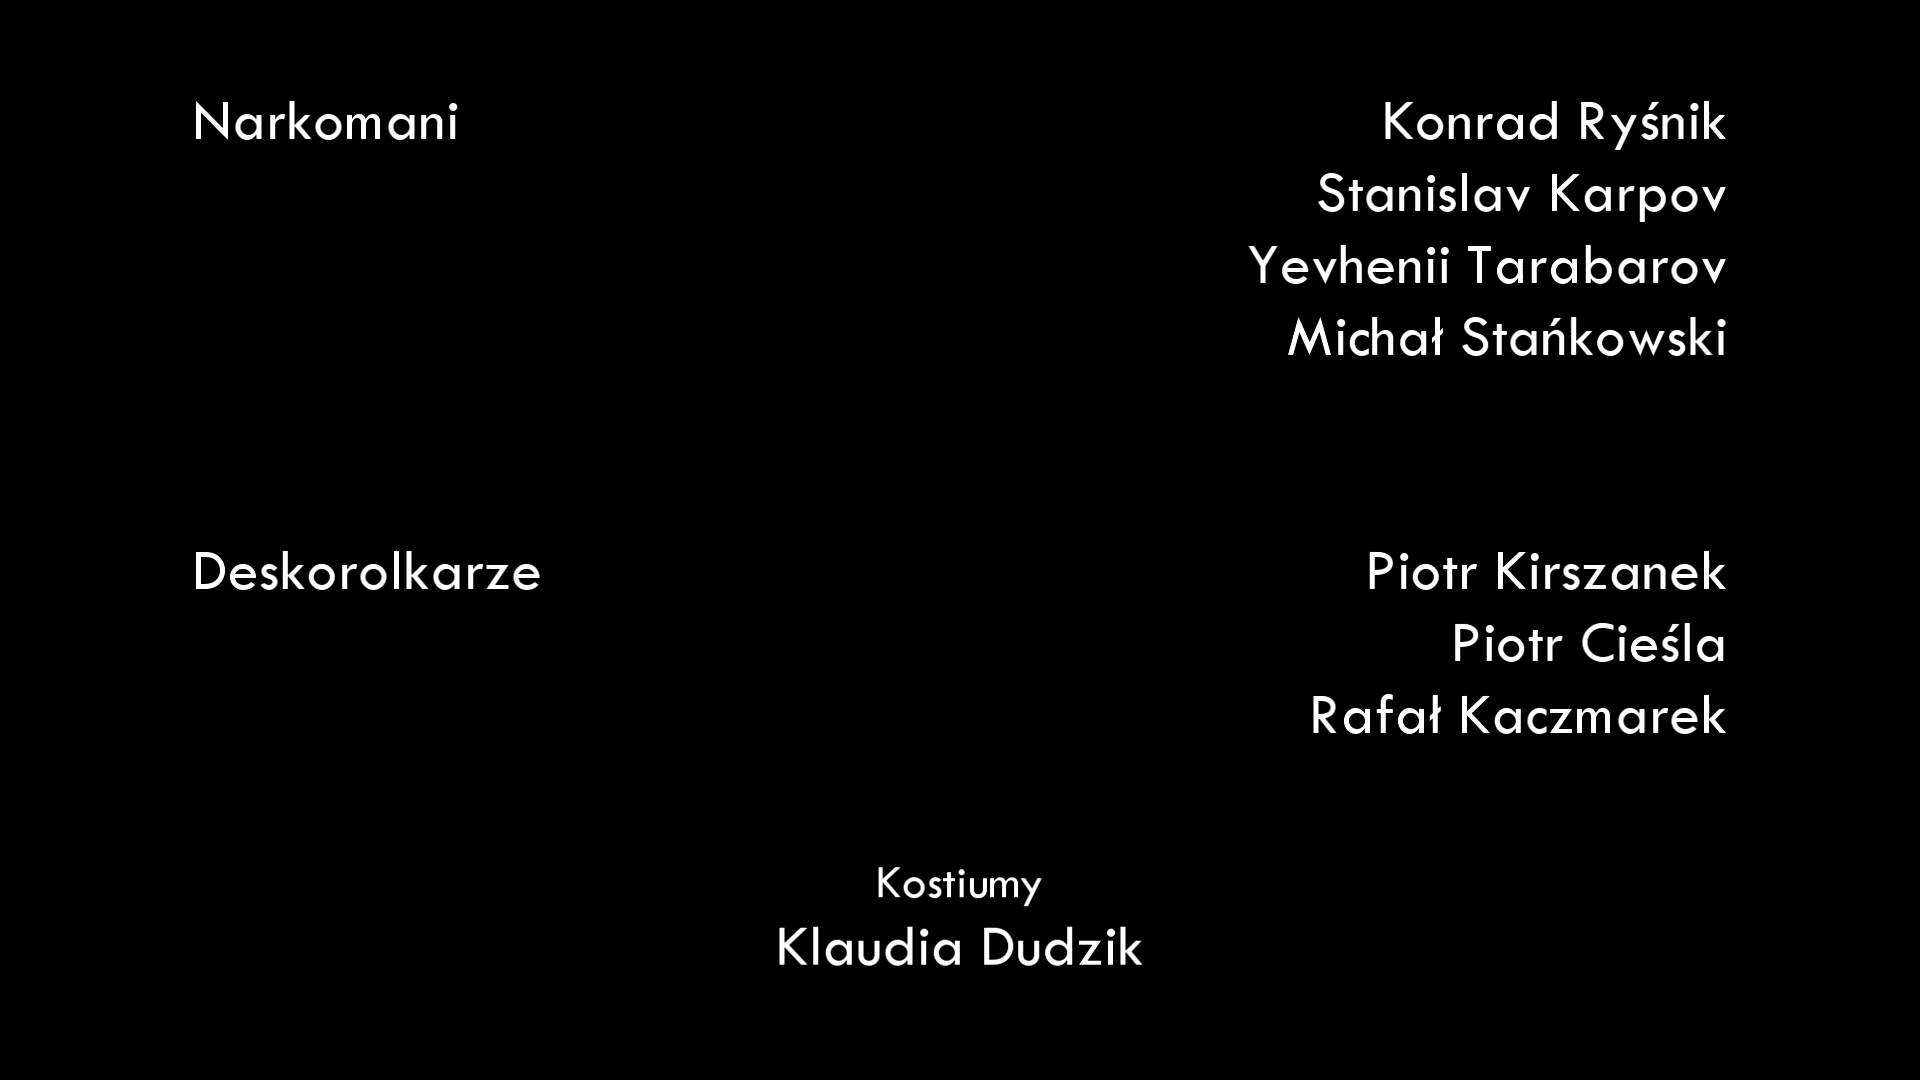 Narkomani
Konrad Ryśnik
Stanislav Karpov
Yevhenii Tarabarov
Michał Stańkowski
Deskorolkarze
Piotr Kirszanek
Piotr Cieśla
Rafał Kaczmarek
Kostiumy
Klaudia Dudzik